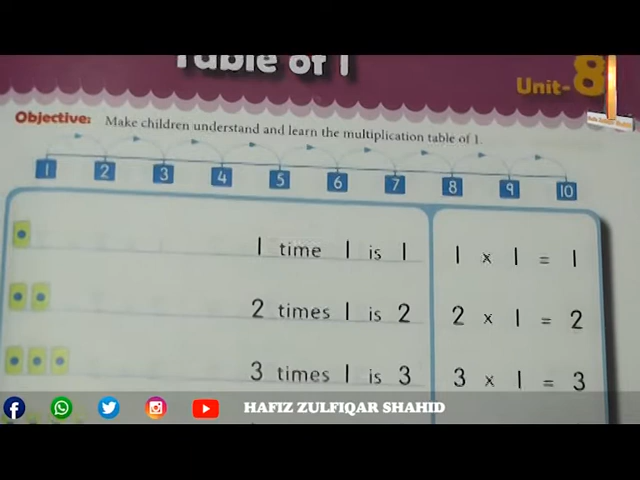 Table of 1
Unit-8
Objective: Make children understand and learn the multiplication table of 1.
1 2 3 4 5 6 7 8 9 10
1 time 1 is 1
1 x 1 = 1
2 times 1 is 2
2 x 1 = 2
3 times 1 is 3
3 x 1 = 3
HAFIZ ZULFIQAR SHAHID